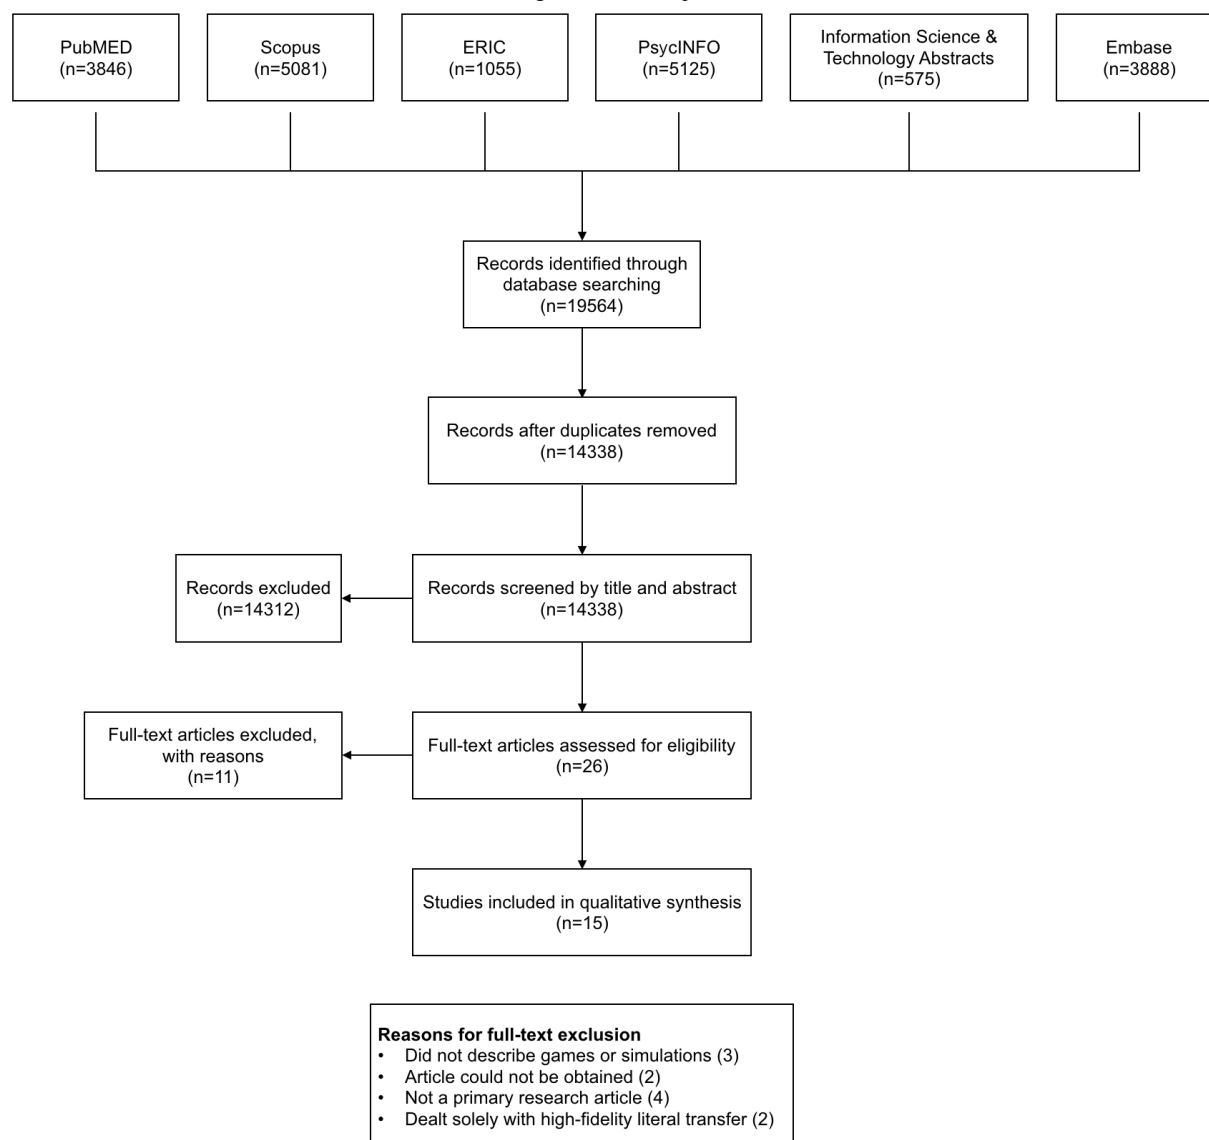 PubMED
(n=3846)
Scopus
(n=5081)
ERIC
(n=1055)
PsycINFO
(n=5125)
Information Science &
Technology Abstracts
(n=575)
Embase
(n=3888)
Records identified through
database searching
(n=19564)
Records after duplicates removed
(n=14338)
Records excluded
(n=14312)
Records screened by title and abstract
(n=14338)
Full-text articles excluded,
with reasons
(n=11)
Full-text articles assessed for eligibility
(n=26)
Studies included in qualitative synthesis
(n=15)
Reasons for full-text exclusion
• Did not describe games or simulations (3)
• Article could not be obtained (2)
• Not a primary research article (4)
• Dealt solely with high-fidelity literal transfer (2)